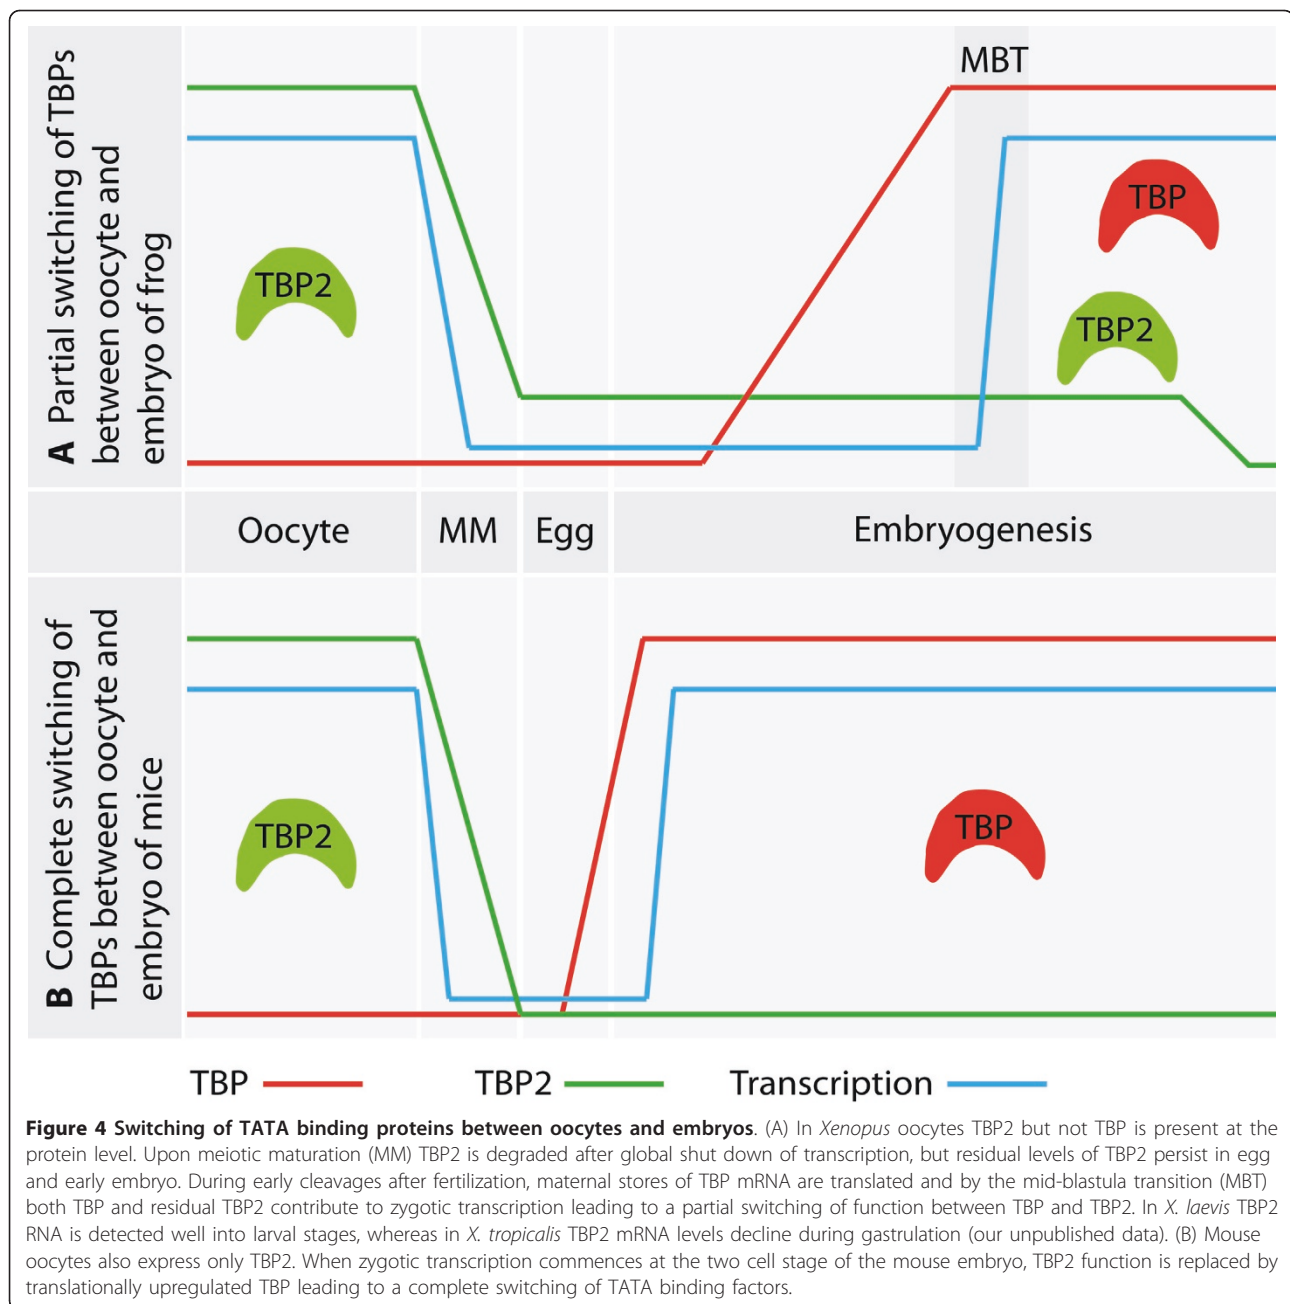 A Partial switching of TBPs
between oocyte and
embryo of frog
MBT
TBP2
TBP
TBP2
Oocyte
MM
Egg
Embryogenesis
B Complete switching of
TBPs between oocyte and
embryo of mice
TBP2
TBP
TBP
TBP2
Transcription
Figure 4 Switching of TATA binding proteins between oocytes and embryos. (A) In Xenopus oocytes TBP2 but not TBP is present at the
protein level. Upon meiotic maturation (MM) TBP2 is degraded after global shut down of transcription, but residual levels of TBP2 persist in egg
and early embryo. During early cleavages after fertilization, maternal stores of TBP mRNA are translated and by the mid-blastula transition (MBT)
both TBP and residual TBP2 contribute to zygotic transcription leading to a partial switching of function between TBP and TBP2. In X. laevis TBP2
RNA is detected well into larval stages, whereas in X. tropicalis TBP2 mRNA levels decline during gastrulation (our unpublished data). (B) Mouse
oocytes also express only TBP2. When zygotic transcription commences at the two cell stage of the mouse embryo, TBP2 function is replaced by
translationally upregulated TBP leading to a complete switching of TATA binding factors.